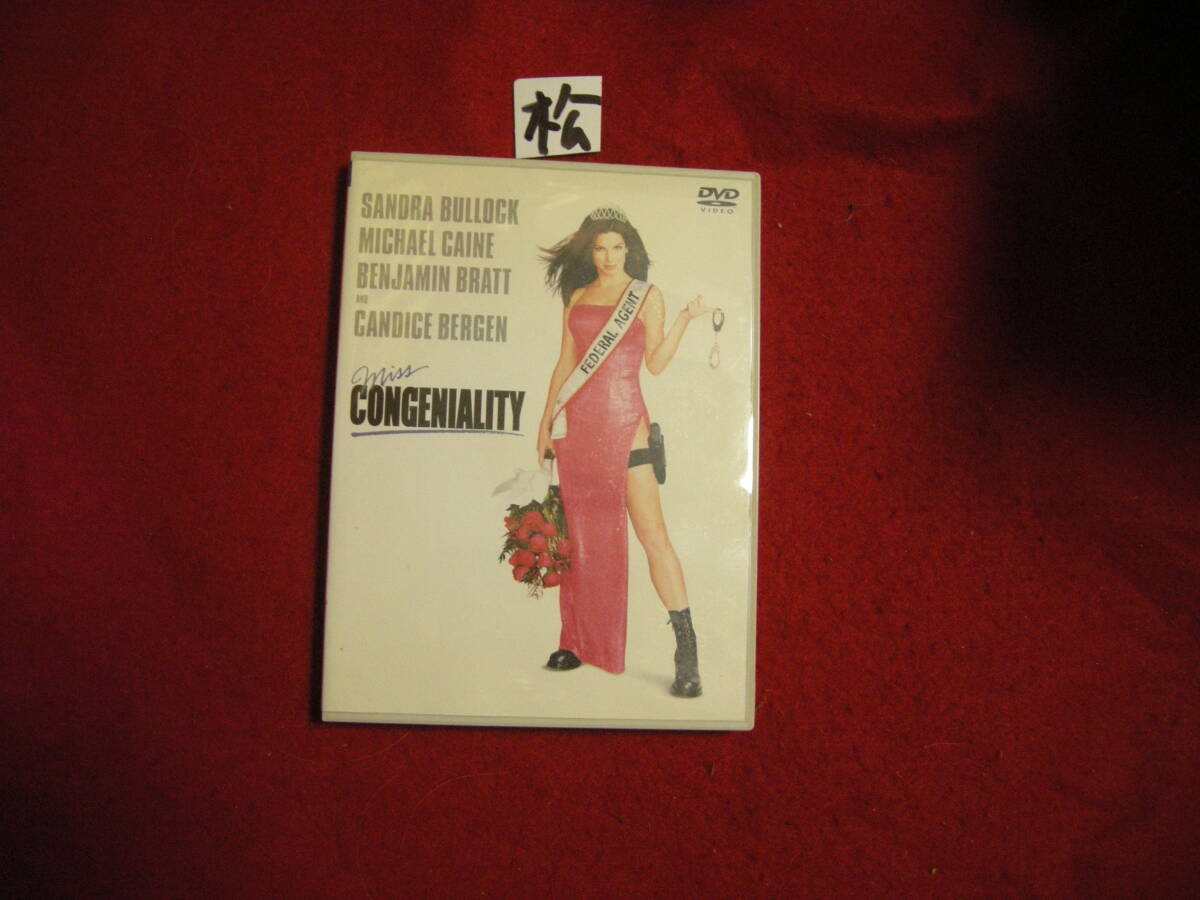 松
DVD
VIDEO
SANDRA BULLOCK
MICHAEL CAINE
BENJAMIN BRATT
AND
CANDICE BERGEN
Miss
CONGENIALITY
FEDERAL AGENT